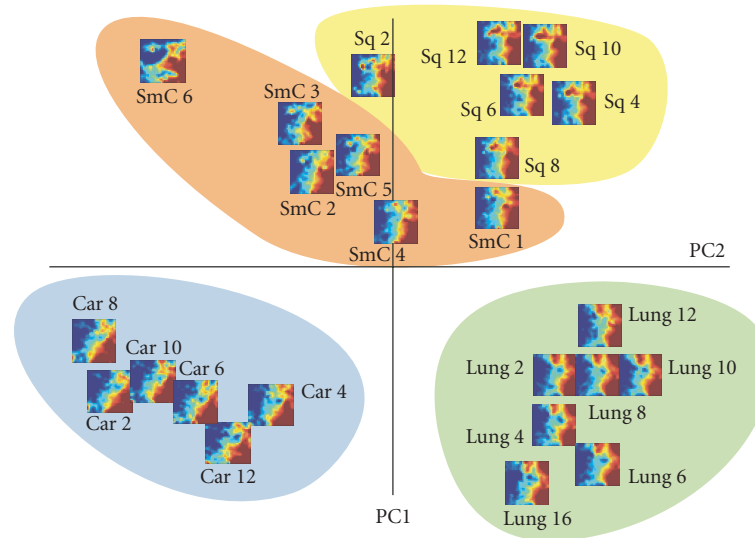 Sq 2
Sq 12
Sq 10
SmC 6
SmC 3
Sq 6
Sq 4
SmC 5
SmC 2
Sq 8
SmC 4
SmC 1
PC2
Car 8
Lung 12
Car 10
Car 6
Lung 2
Lung 10
Car 4
Car 2
Lung 8
Lung 4
Car 12
Lung 6
PC1
Lung 16